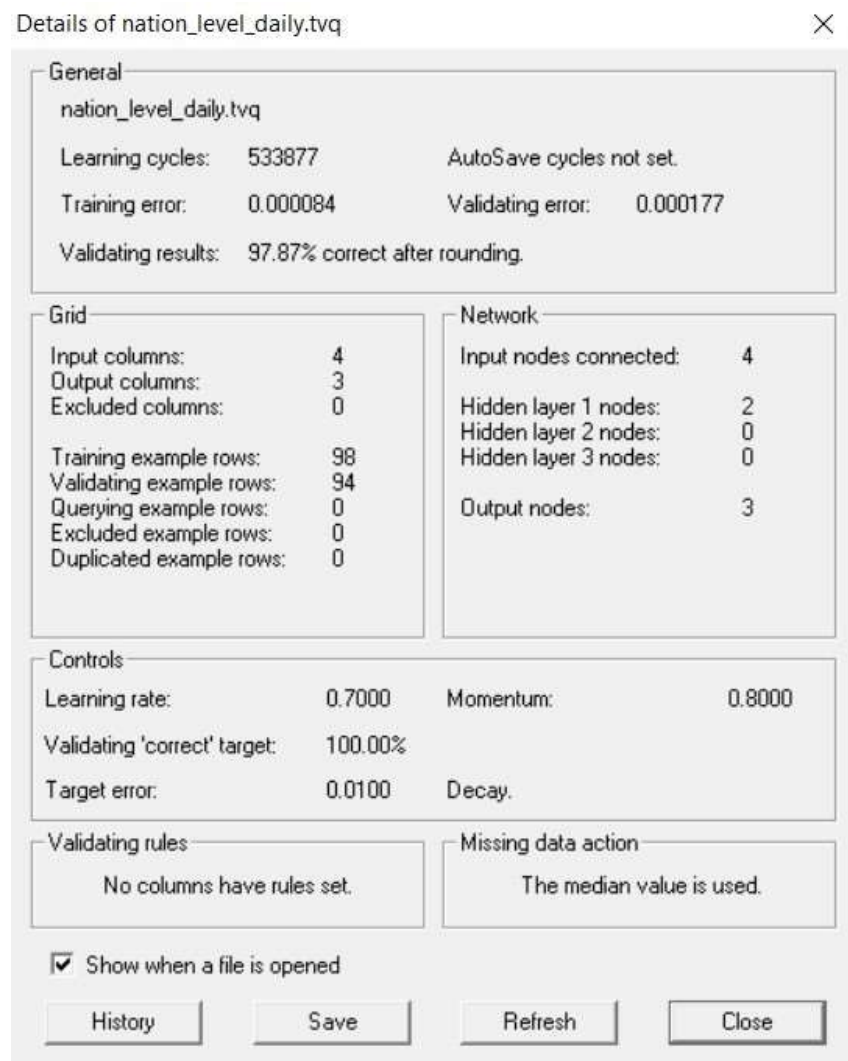 Details of nation_level_daily.tvq
General
nation_level_daily.tvq
Learning cycles: 533877 AutoSave cycles not set.
Training error: 0.000084 Validating error: 0.000177
Validating results: 97.87% correct after rounding.
Grid
Input columns: 4
Output columns: 3
Excluded columns: 0
Training example rows: 98
Validating example rows: 94
Querying example rows: 0
Excluded example rows: 0
Duplicated example rows: 0
Network
Input nodes connected: 4
Hidden layer 1 nodes: 2
Hidden layer 2 nodes: 0
Hidden layer 3 nodes: 0
Output nodes: 3
Controls
Learning rate: 0.7000 Momentum: 0.8000
Validating 'correct' target: 100.00%
Target error: 0.0100 Decay.
Validating rules
No columns have rules set.
Missing data action
The median value is used.
Show when a file is opened
History Save Refresh Close